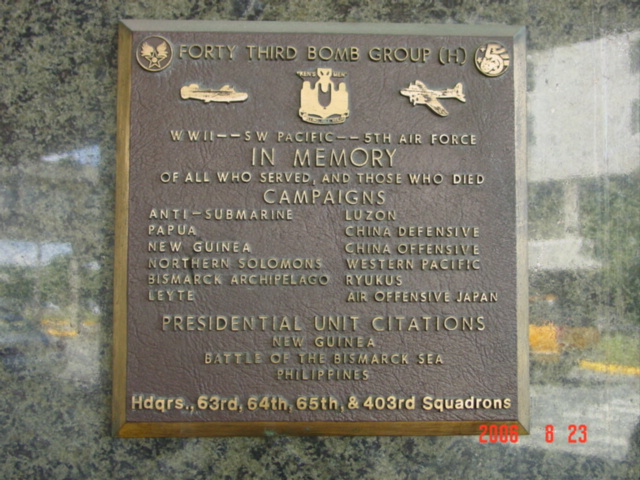 FORTY THIRD BOMB GROUP (H)
"KEN'S MEN"
WWII--SW PACIFIC--5TH AIR FORCE
IN MEMORY
OF ALL WHO SERVED, AND THOSE WHO DIED
CAMPAIGNS
ANTI-SUBMARINE
PAPUA
NEW GUINEA
NORTHERN SOLOMONS
BISMARCK ARCHIPELAGO
LEYTE
LUZON
CHINA DEFENSIVE
CHINA OFFENSIVE
WESTERN PACIFIC
RYUKUS
AIR OFFENSIVE JAPAN
PRESIDENTIAL UNIT CITATIONS
NEW GUINEA
BATTLE OF THE BISMARCK SEA
PHILIPPINES
Hdqrs., 63rd, 64th, 65th, & 403rd Squadrons
2006 8 23